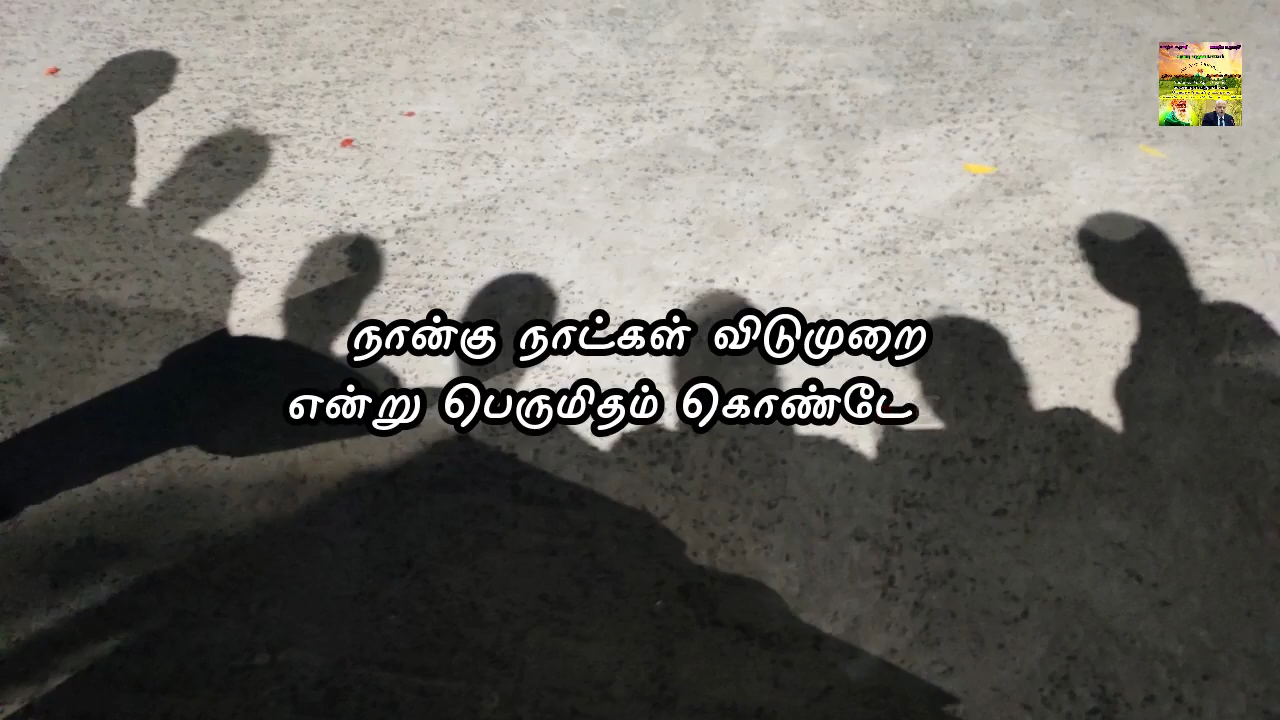 நான்கு நாட்கள் விடுமுறை
என்று பெருமிதம் கொண்டே